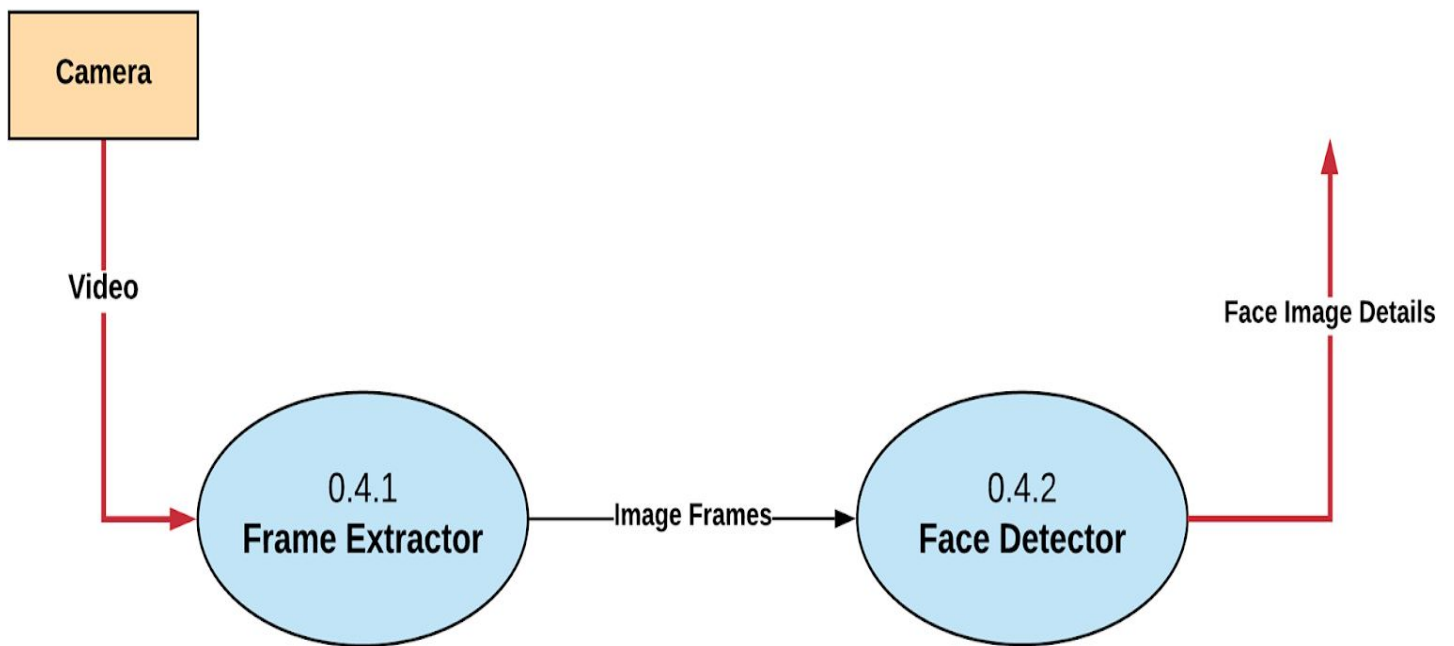 Camera
Video
Face Image Details
0.4.1
Frame Extractor
Image Frames
0.4.2
Face Detector